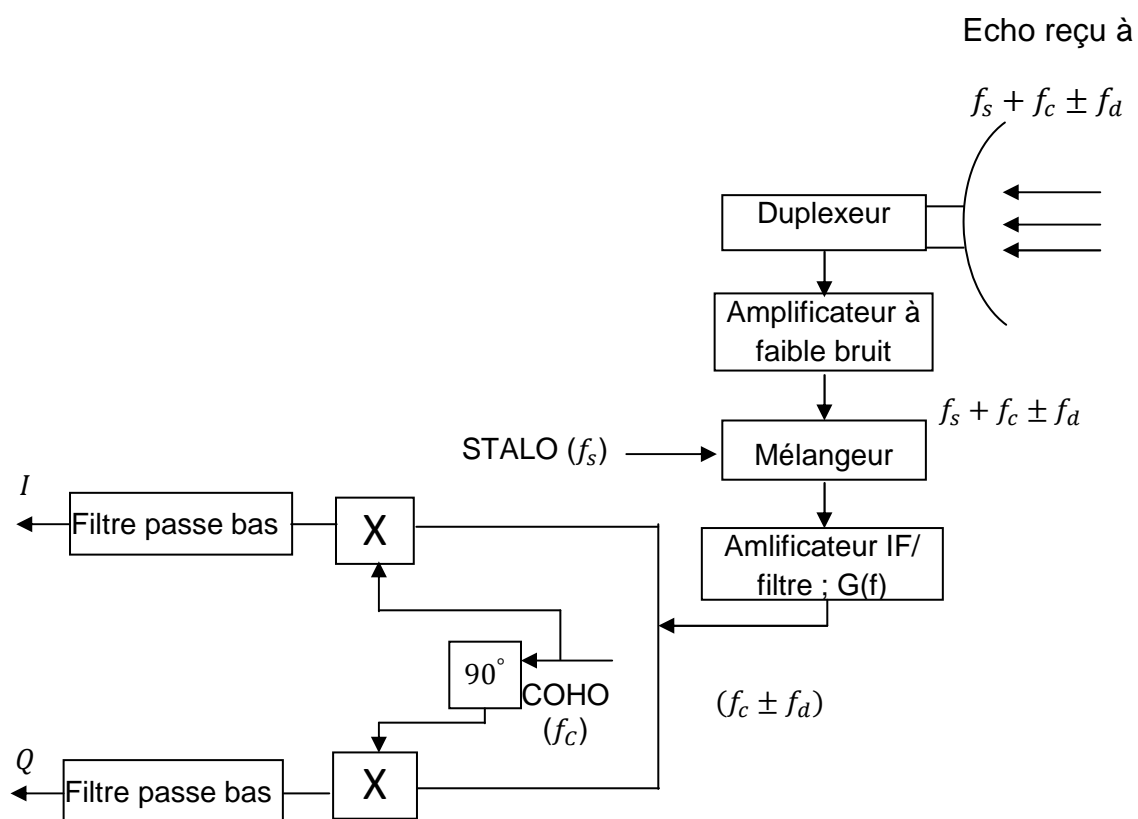 Echo reçu à
f_s + f_c ± f_d
Duplexeur
Amplificateur à
faible bruit
f_s + f_c ± f_d
STALO (f_s)
Mélangeur
I
Filtre passe bas
X
Amlificateur IF/
filtre ; G(f)
90°
COHO
(f_C)
(f_c ± f_d)
Q
Filtre passe bas
X